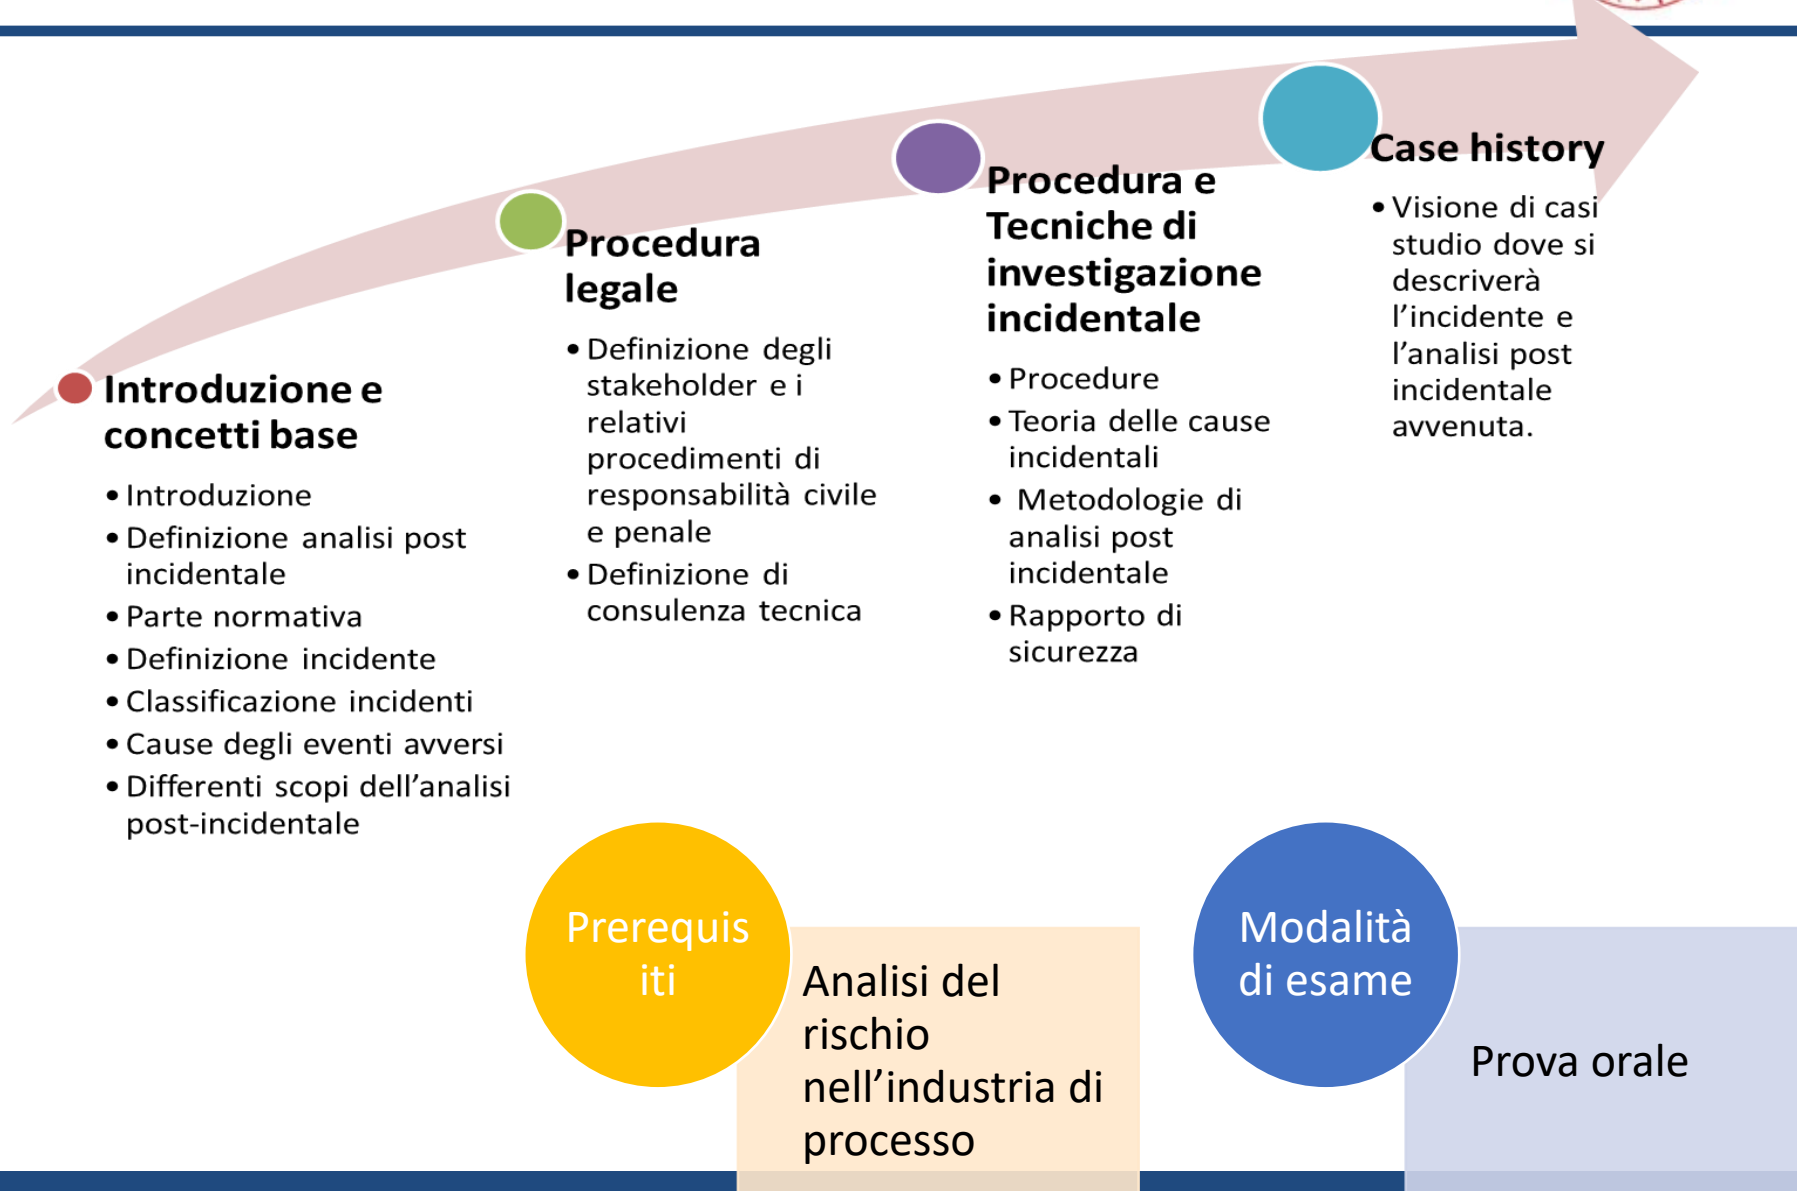 Introduzione e
concetti base
• Introduzione
• Definizione analisi post
incidentale
• Parte normativa
• Definizione incidente
• Classificazione incidenti
• Cause degli eventi avversi
• Differenti scopi dell’analisi
post-incidentale
Procedura
legale
• Definizione degli
stakeholder e i
relativi
procedimenti di
responsabilità civile
e penale
• Definizione di
consulenza tecnica
Procedura e
Tecniche di
investigazione
incidentale
• Procedure
• Teoria delle cause
incidentali
• Metodologie di
analisi post
incidentale
• Rapporto di
sicurezza
Case history
• Visione di casi
studio dove si
descriverà
l’incidente e
l’analisi post
incidentale
avvenuta.
Prerequis
iti
Analisi del
rischio
nell’industria di
processo
Modalità
di esame
Prova orale